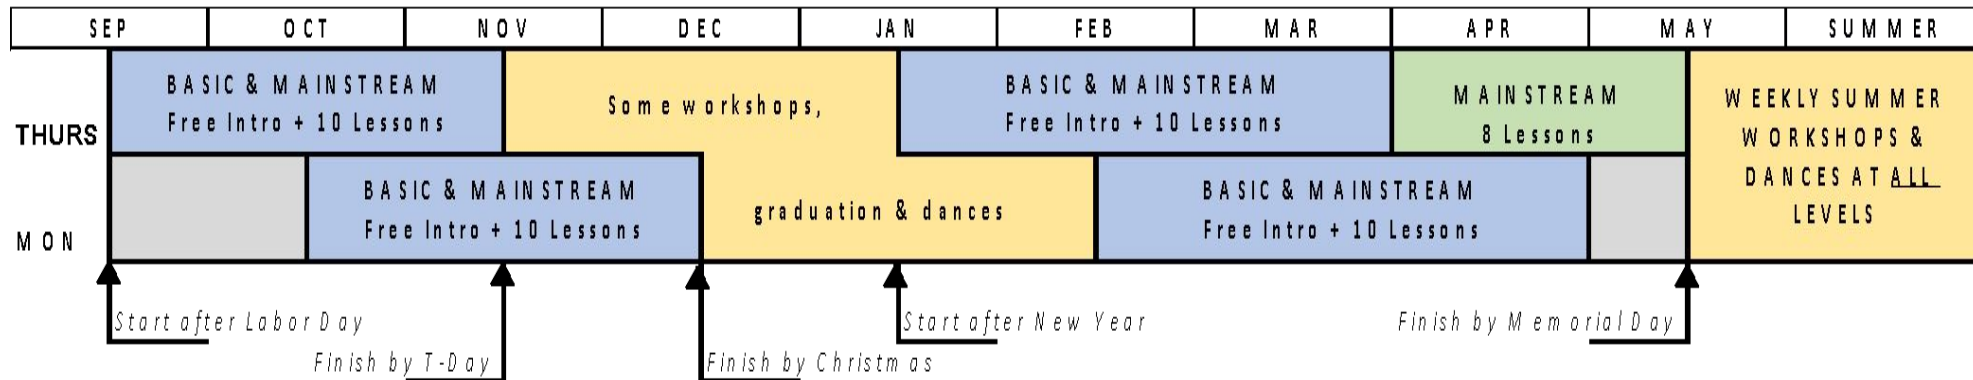 SEP OCT NOV DEC JAN FEB MAR APR MAY SUMMER
THURS
BASIC & MAINSTREAM
Free Intro + 10 Lessons
Some workshops,
BASIC & MAINSTREAM
Free Intro + 10 Lessons
MAINSTREAM
8 Lessons
WEEKLY SUMMER
WORKSHOPS &
DANCES AT ALL
LEVELS
MON
BASIC & MAINSTREAM
Free Intro + 10 Lessons
graduation & dances
BASIC & MAINSTREAM
Free Intro + 10 Lessons
Start after Labor Day
Start after New Year
Finish by Memorial Day
Finish by T-Day
Finish by Christmas